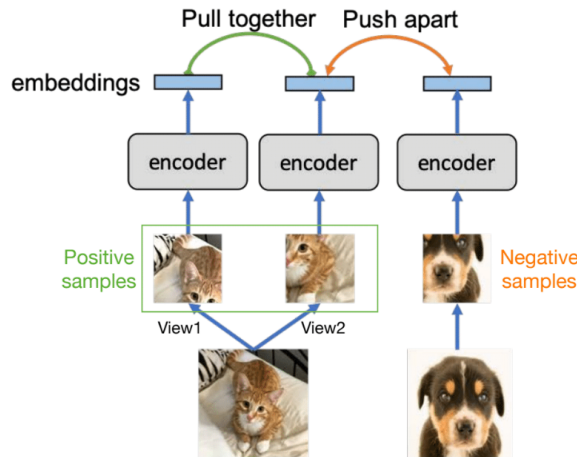 Pull together
Push apart
embeddings
encoder
encoder
encoder
Positive
samples
Negative
samples
View1
View2